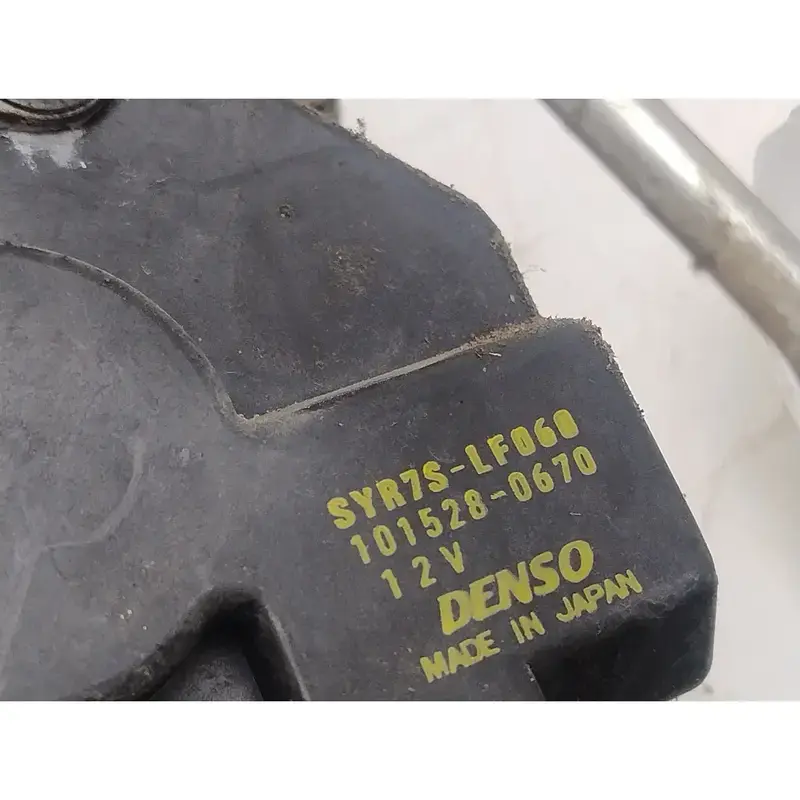 SYR7S-LF060
101528-0670
12V
DENSO
MADE IN JAPAN